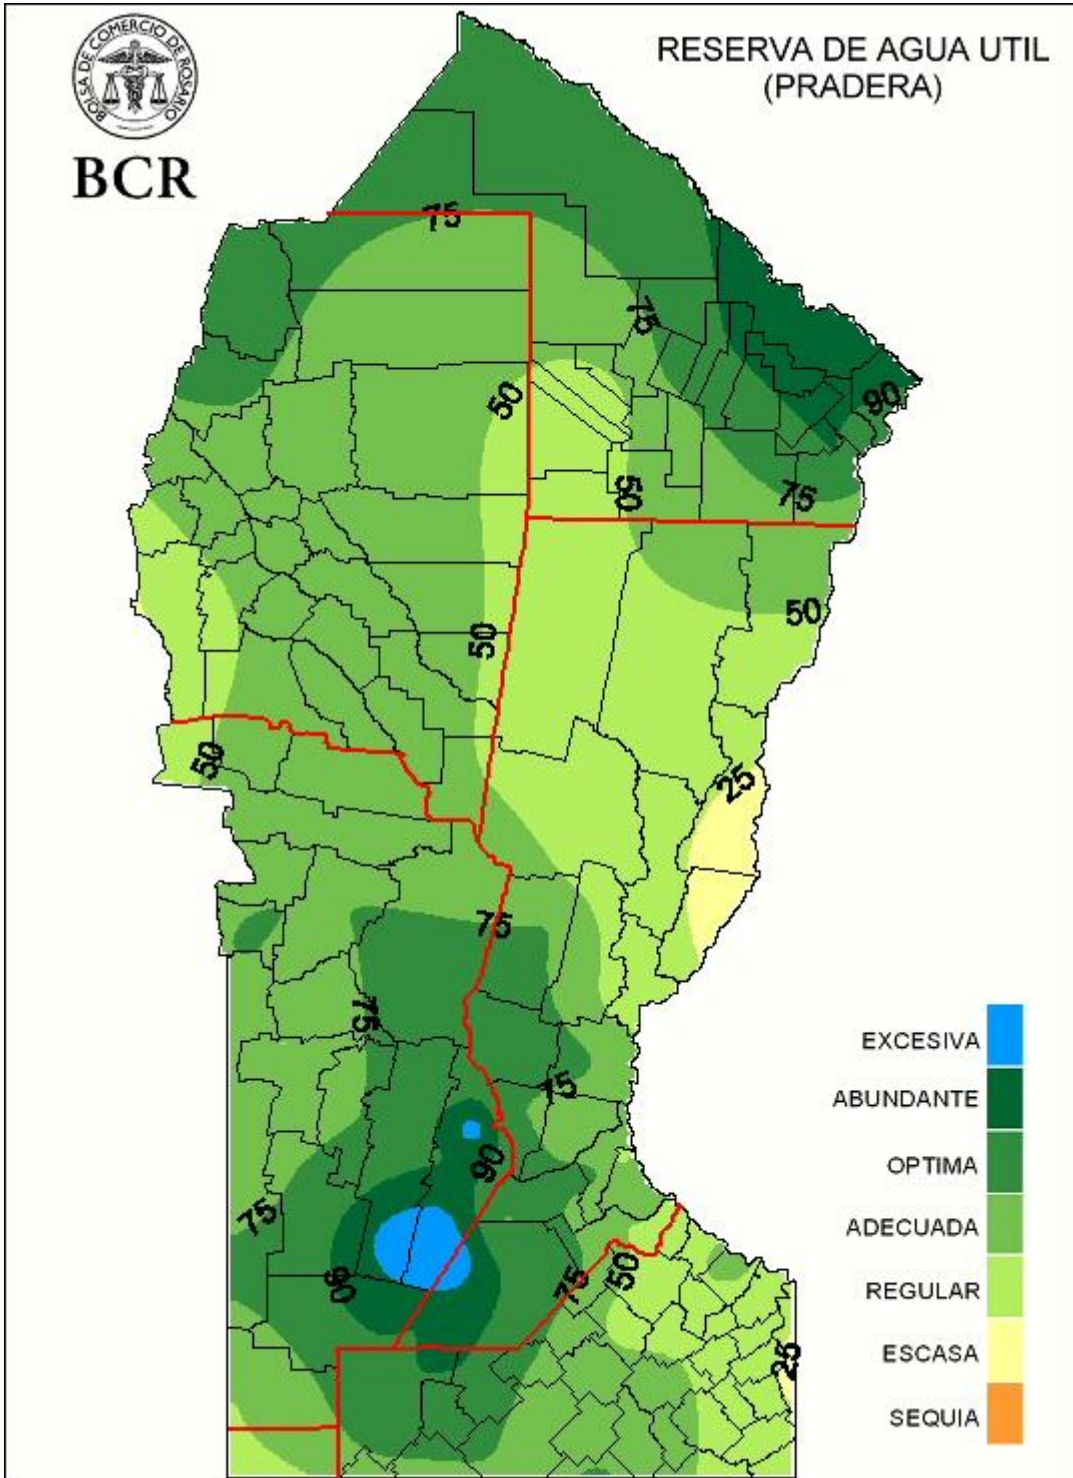 BOLSA DE COMERCIO DE ROSARIO
BCR
RESERVA DE AGUA UTIL
(PRADERA)
75
75
50
90
50
75
50
50
50
25
75
75
75
90
75
90
75
50
25
EXCESIVA
ABUNDANTE
OPTIMA
ADECUADA
REGULAR
ESCASA
SEQUIA